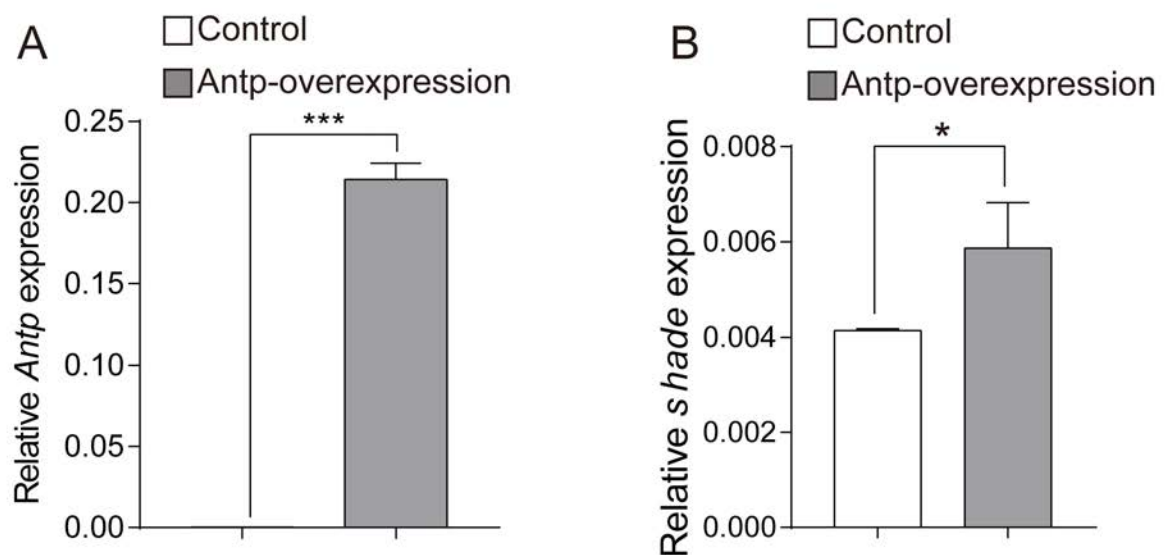 A
Control
Antp-overexpression
***
0.25
0.20
0.15
0.10
0.05
0.00
Relative Antp expression
B
Control
Antp-overexpression
*
0.008
0.006
0.004
0.002
0.000
Relative shade expression